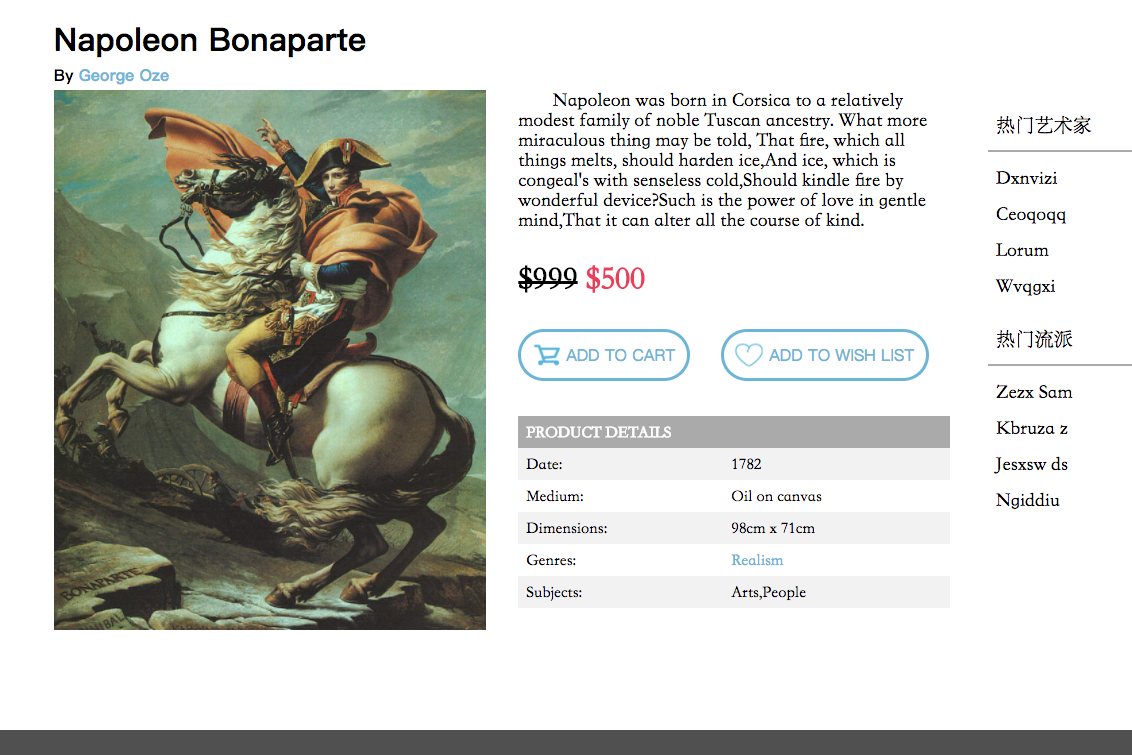 Napoleon Bonaparte
By George Oze
Napoleon was born in Corsica to a relatively
modest family of noble Tuscan ancestry. What more
miraculous thing may be told, That fire, which all
things melts, should harden ice,And ice, which is
congeal's with senseless cold,Should kindle fire by
wonderful device?Such is the power of love in gentle
mind,That it can alter all the course of kind.
$999 $500
ADD TO CART
ADD TO WISH LIST
PRODUCT DETAILS
Date: 1782
Medium: Oil on canvas
Dimensions: 98cm x 71cm
Genres: Realism
Subjects: Arts,People
热门艺术家
Dxnvizi
Ceoqoqq
Lorum
Wvqgxi
热门流派
Zezx Sam
Kbruza z
Jesxsw ds
Ngiddiu
BONAPARTE